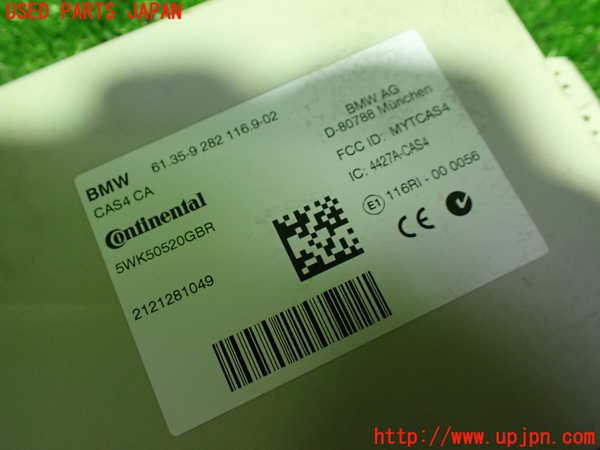 USED PARTS JAPAN
BMW 61.35-9 282 116.9-02
CAS4 CA
Continental
5WK50520GBR
2121281049
BMW AG
D-80788 München
FCC ID: MYTCAS4
IC: 4427A-CAS4
E1 116RI - 00 0056
CE
http://www.upjpn.com